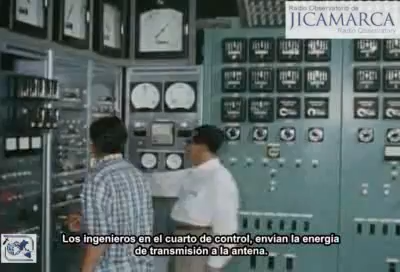 Radio Observatorio de
JICAMARCA
Radio Observatory
Los ingenieros en el cuarto de control, envian la energía
de transmisión a la antena.